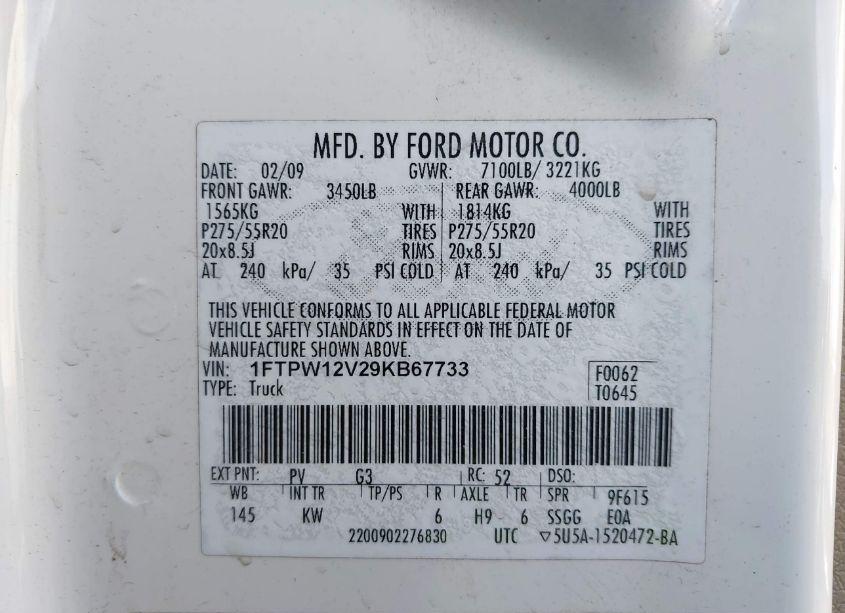 MFD. BY FORD MOTOR CO.
DATE: 02/09 GVWR: 7100LB/ 3221KG
FRONT GAWR: 3450LB REAR GAWR: 4000LB
1565KG WITH 1814KG WITH
P275/55R20 TIRES P275/55R20 TIRES
20x8.5J RIMS 20x8.5J RIMS
AT 240 kPa/ 35 PSI COLD AT 240 kPa/ 35 PSI COLD
THIS VEHICLE CONFORMS TO ALL APPLICABLE FEDERAL MOTOR
VEHICLE SAFETY STANDARDS IN EFFECT ON THE DATE OF
MANUFACTURE SHOWN ABOVE.
VIN: 1FTPW12V29KB67733 F0062
TYPE: Truck T0645
EXT PNT: PV G3 RC: 52 DSO:
WB INT TR TP/PS R AXLE TR SPR 9F615
145 KW 6 H9 6 SSGG E0A
2200902276830 UTC ▽5U5A-1520472-BA